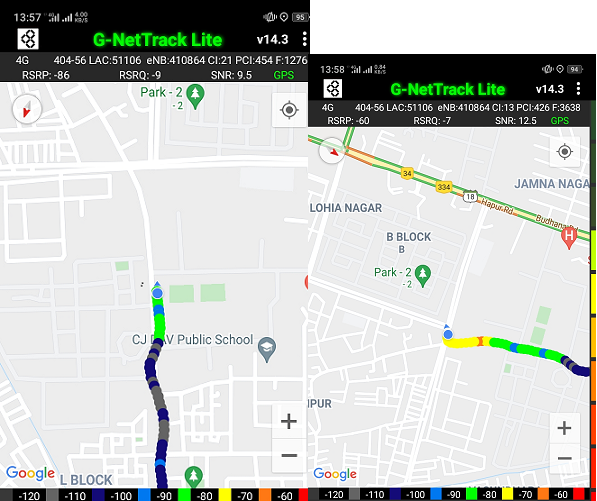 13:57 4.00 KB/S 95
G-NetTrack Lite v14.3
4G 404-56 LAC:51106 eNB:410864 CI:21 PCI:454 F:1276
RSRP: -86 RSRQ: -9 SNR: 9.5 GPS
Park - 2
- 2
CJ DAV Public School
L BLOCK
Google
-120 -110 -100 -90 -80 -70 -60
13:58 0.84 KB/S 94
G-NetTrack Lite v14.3
4G 404-56 LAC:51106 eNB:410864 CI:13 PCI:426 F:3638
RSRP: -60 RSRQ: -7 SNR: 12.5 GPS
34
334
18
Hapur Rd
JAMNA NAGA
LOHIA NAGAR
Budhana
B BLOCK
B
H
Park - 2
- 2
PUR
Google
-120 -110 -100 -90 -80 -70 -60